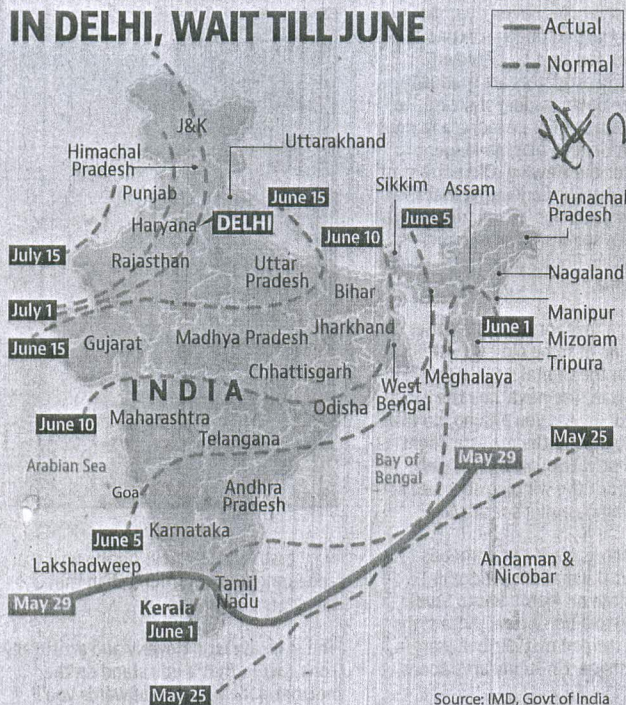 IN DELHI, WAIT TILL JUNE
Actual
Normal
J&K
Uttarakhand
Himachal
Pradesh
Punjab
Sikkim
Assam
June 15
June 5
Arunachal
Pradesh
Haryana
DELHI
June 10
July 15
Rajasthan
Uttar
Pradesh
Nagaland
Bihar
July 1
Manipur
June 1
June 15
Gujarat
Madhya Pradesh
Jharkhand
Mizoram
Tripura
Chhattisgarh
Meghalaya
INDIA
West
Bengal
Odisha
June 10
Maharashtra
Telangana
May 25
Arabian Sea
Bay of
Bengal
May 29
Goa
Andhra
Pradesh
June 5
Karnataka
Lakshadweep
Andaman &
Nicobar
Tamil
Nadu
May 29
Kerala
June 1
May 25
Source: IMD, Govt of India